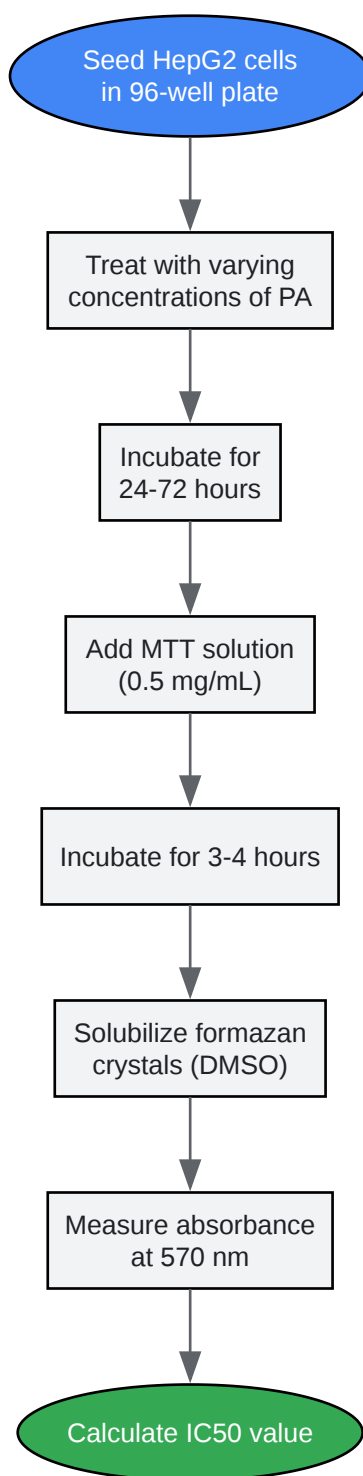 Seed HepG2 cells
in 96-well plate
Treat with varying
concentrations of PA
Incubate for
24-72 hours
Add MTT solution
(0.5 mg/mL)
Incubate for 3-4 hours
Solubilize formazan
crystals (DMSO)
Measure absorbance
at 570 nm
Calculate IC50 value